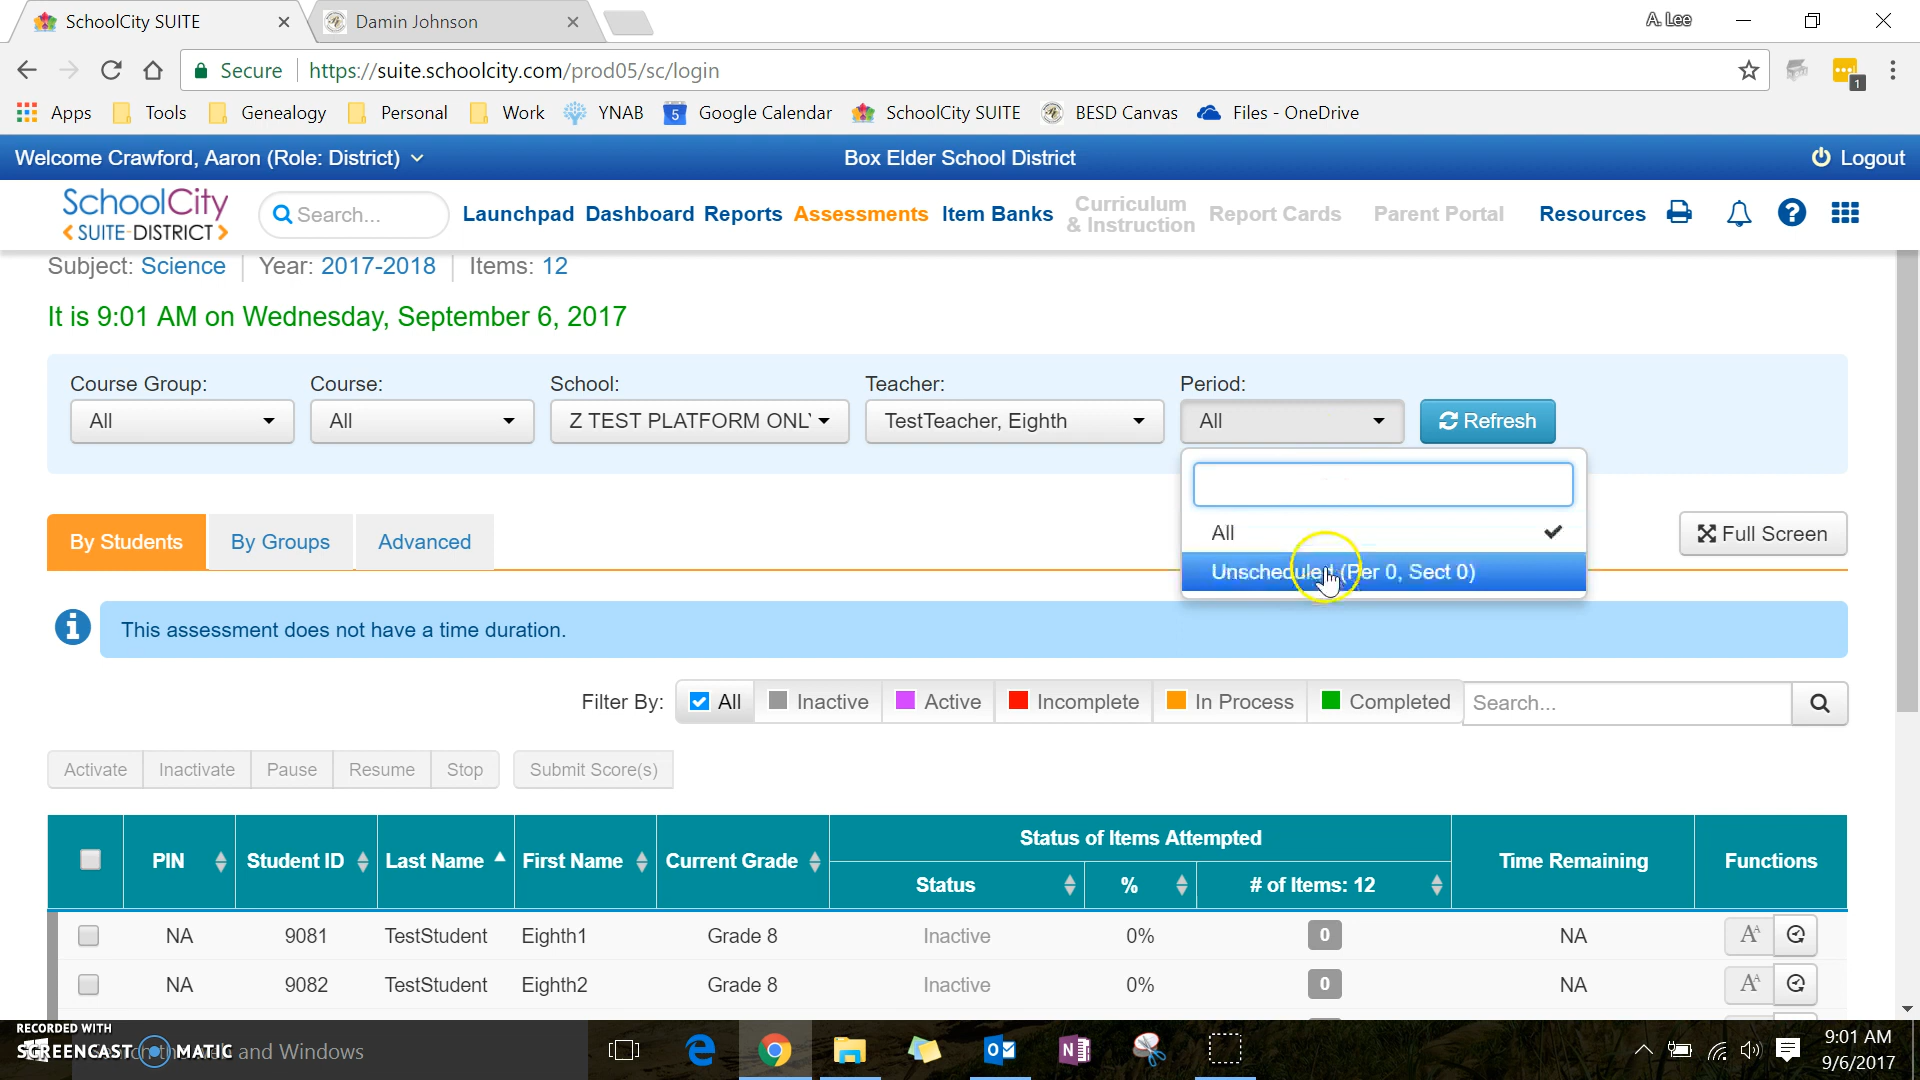 SchoolCity SUITE
Damin Johnson
A. Lee
Secure https://suite.schoolcity.com/prod05/sc/login
1
Apps Tools Genealogy Personal Work YNAB 5 Google Calendar SchoolCity SUITE BESD Canvas Files - OneDrive
Welcome Crawford, Aaron (Role: District) Box Elder School District Logout
SchoolCity
SUITE-DISTRICT
Search...
Launchpad Dashboard Reports Assessments Item Banks Curriculum & Instruction Report Cards Parent Portal Resources
Subject: Science Year: 2017-2018 Items: 12
It is 9:01 AM on Wednesday, September 6, 2017
Course Group: Course: School: Teacher: Period:
All All Z TEST PLATFORM ONL TestTeacher, Eighth All Refresh
All
Unscheduled (Per 0, Sect 0)
By Students By Groups Advanced Full Screen
This assessment does not have a time duration.
Filter By: All Inactive Active Incomplete In Process Completed Search...
Activate Inactivate Pause Resume Stop Submit Score(s)
Status of Items Attempted
PIN Student ID Last Name First Name Current Grade Time Remaining Functions
Status % # of Items: 12
NA 9081 TestStudent Eighth1 Grade 8 Inactive 0% 0 NA AA
NA 9082 TestStudent Eighth2 Grade 8 Inactive 0% 0 NA AA
RECORDED WITH
SCREENCAST MATIC
and Windows
9:01 AM
9/6/2017